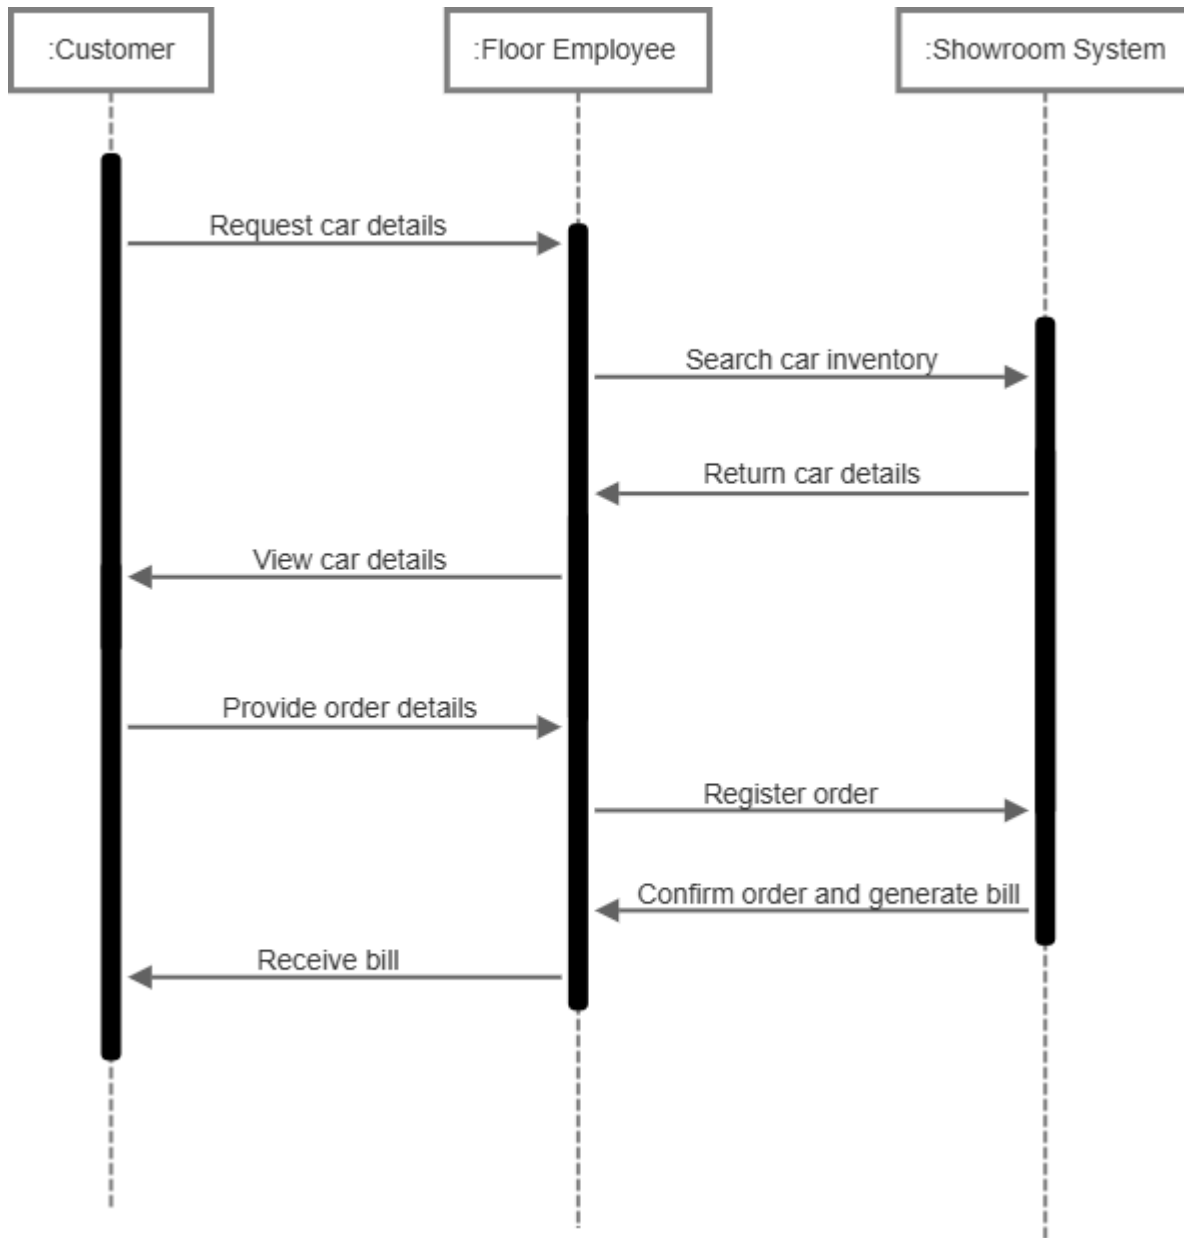 :Customer
:Floor Employee
:Showroom System
Request car details
Search car inventory
Return car details
View car details
Provide order details
Register order
Confirm order and generate bill
Receive bill